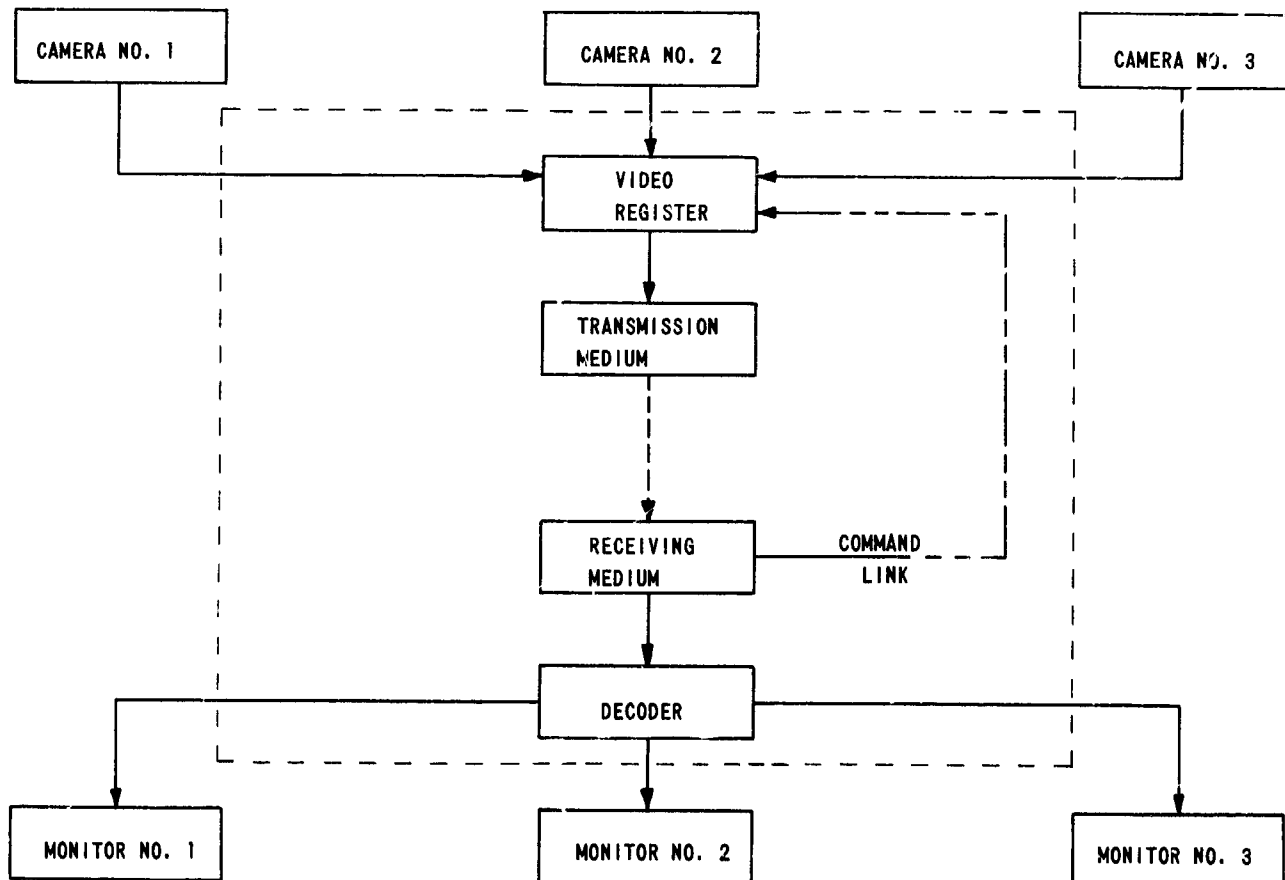 CAMERA NO. 1
CAMERA NO. 2
CAMERA NO. 3
VIDEO
REGISTER
TRANSMISSION
MEDIUM
RECEIVING
MEDIUM
COMMAND
LINK
DECODER
MONITOR NO. 1
MONITOR NO. 2
MONITOR NO. 3